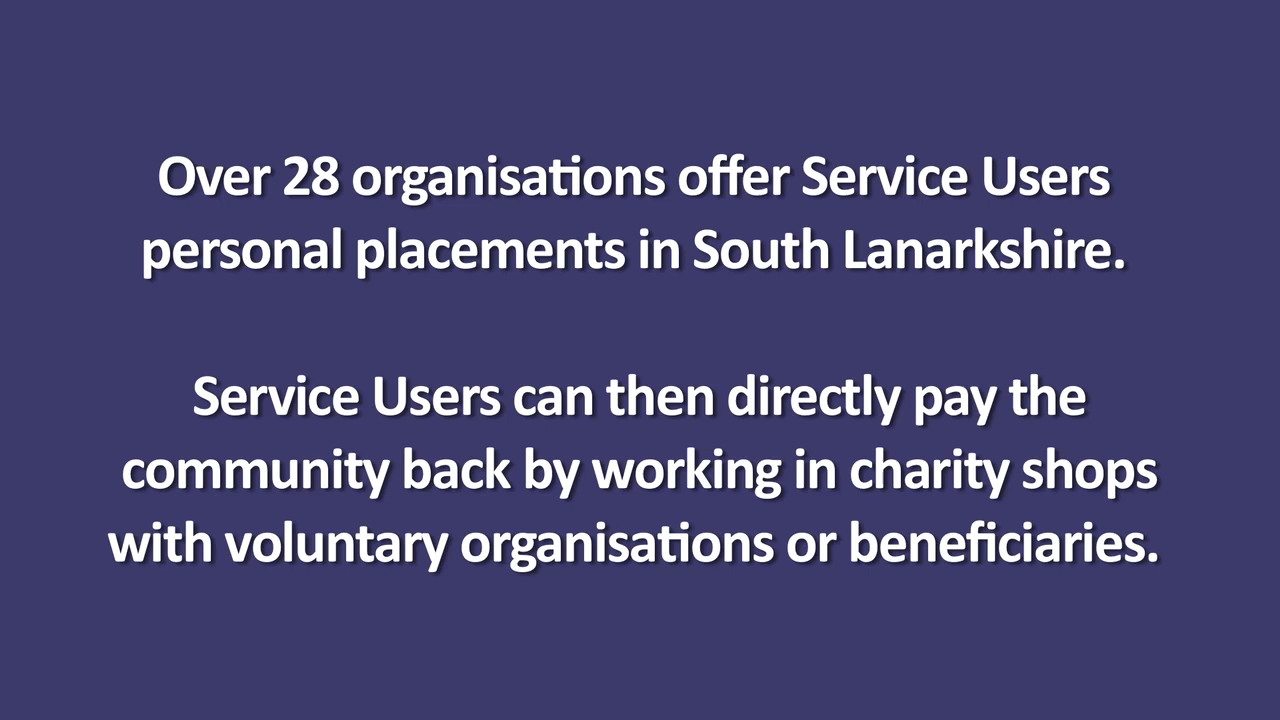 Over 28 organisations offer Service Users
personal placements in South Lanarkshire.
Service Users can then directly pay the
community back by working in charity shops
with voluntary organisations or beneficiaries.